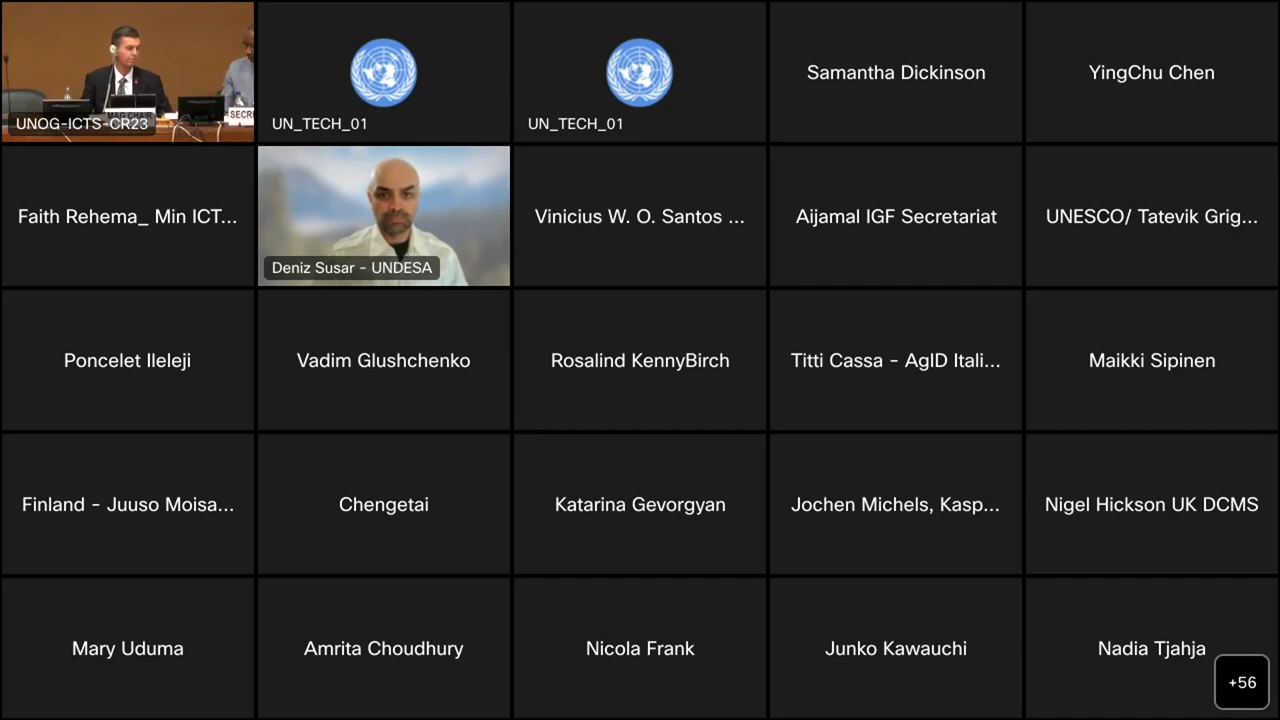 MAG CHAIR
SECR
UNOG-ICTS-CR23
UN_TECH_01
UN_TECH_01
Samantha Dickinson
YingChu Chen
Faith Rehema_ Min ICT...
Deniz Susar - UNDESA
Vinicius W. O. Santos ...
Aijamal IGF Secretariat
UNESCO/ Tatevik Grig...
Poncelet Ileleji
Vadim Glushchenko
Rosalind KennyBirch
Titti Cassa - AgID Itali...
Maikki Sipinen
Finland - Juuso Moisa...
Chengetai
Katarina Gevorgyan
Jochen Michels, Kasp...
Nigel Hickson UK DCMS
Mary Uduma
Amrita Choudhury
Nicola Frank
Junko Kawauchi
Nadia Tjahja
+56